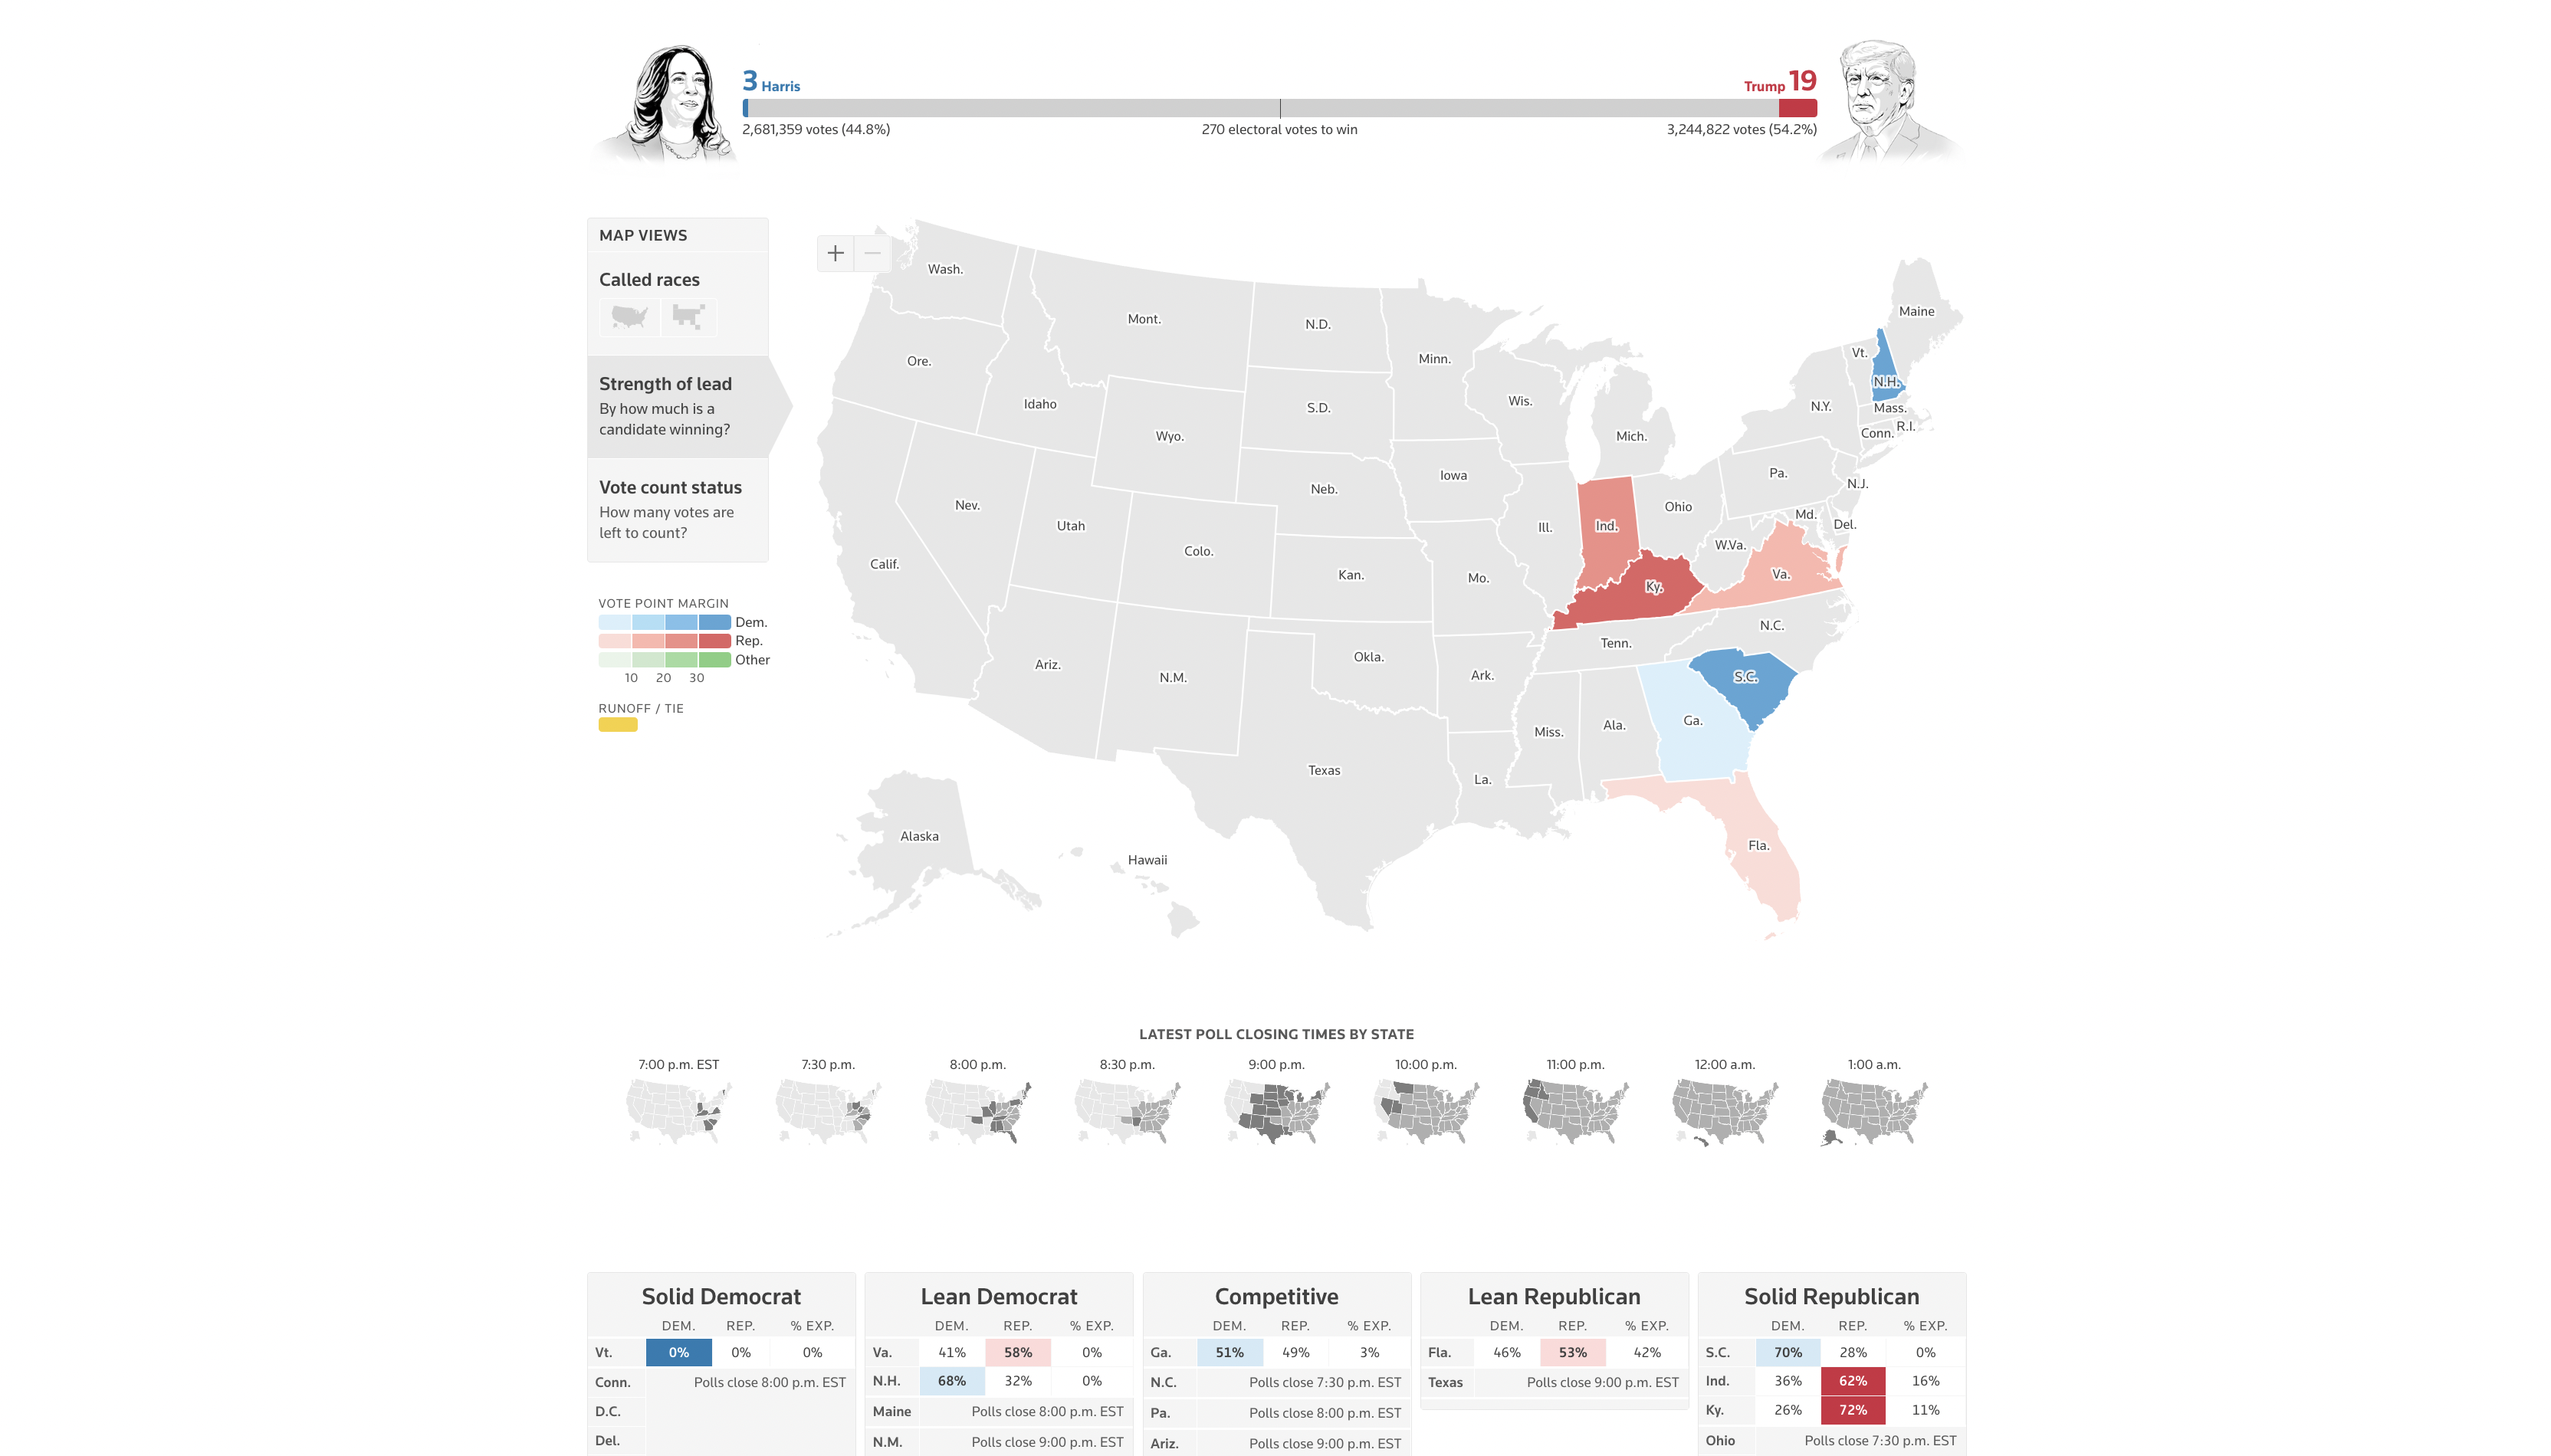 3 Harris
Trump 19
2,681,359 votes (44.8%)
270 electoral votes to win
3,244,822 votes (54.2%)
MAP VIEWS
Called races
Strength of lead
By how much is a
candidate winning?
Vote count status
How many votes are
left to count?
VOTE POINT MARGIN
Dem.
Rep.
Other
10 20 30
RUNOFF / TIE
+ −
Wash.
Maine
Mont.
N.D.
Vt.
Minn.
Ore.
N.H.
Idaho
S.D.
Wis.
N.Y.
Mass.
R.I.
Conn.
Wyo.
Mich.
Iowa
Pa.
N.J.
Neb.
Nev.
Ohio
Md.
Del.
Utah
Ill.
Ind.
W.Va.
Colo.
Calif.
Kan.
Mo.
Va.
Ky.
N.C.
Tenn.
Okla.
Ariz.
N.M.
Ark.
S.C.
Ga.
Ala.
Miss.
Texas
La.
Alaska
Fla.
Hawaii
LATEST POLL CLOSING TIMES BY STATE
7:00 p.m. EST 7:30 p.m. 8:00 p.m. 8:30 p.m. 9:00 p.m. 10:00 p.m. 11:00 p.m. 12:00 a.m. 1:00 a.m.
Solid Democrat
DEM. REP. % EXP.
Vt. 0% 0% 0%
Conn. Polls close 8:00 p.m. EST
D.C.
Del.
Lean Democrat
DEM. REP. % EXP.
Va. 41% 58% 0%
N.H. 68% 32% 0%
Maine Polls close 8:00 p.m. EST
N.M. Polls close 9:00 p.m. EST
Competitive
DEM. REP. % EXP.
Ga. 51% 49% 3%
N.C. Polls close 7:30 p.m. EST
Pa. Polls close 8:00 p.m. EST
Ariz. Polls close 9:00 p.m. EST
Lean Republican
DEM. REP. % EXP.
Fla. 46% 53% 42%
Texas Polls close 9:00 p.m. EST
Solid Republican
DEM. REP. % EXP.
S.C. 70% 28% 0%
Ind. 36% 62% 16%
Ky. 26% 72% 11%
Ohio Polls close 7:30 p.m. EST